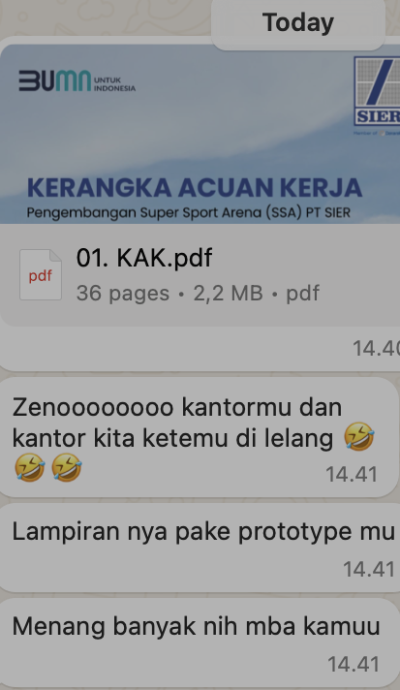 Today
BUMN UNTUK
INDONESIA
SIER
KERANGKA ACUAN KERJA
Pengembangan Super Sport Arena (SSA) PT SIER
pdf
01. KAK.pdf
36 pages • 2,2 MB • pdf
14.40
Zenoooooooo kantormu dan
kantor kita ketemu di lelang 🤣
🤣🤣
14.41
Lampiran nya pake prototype mu
14.41
Menang banyak nih mba kamuu
14.41